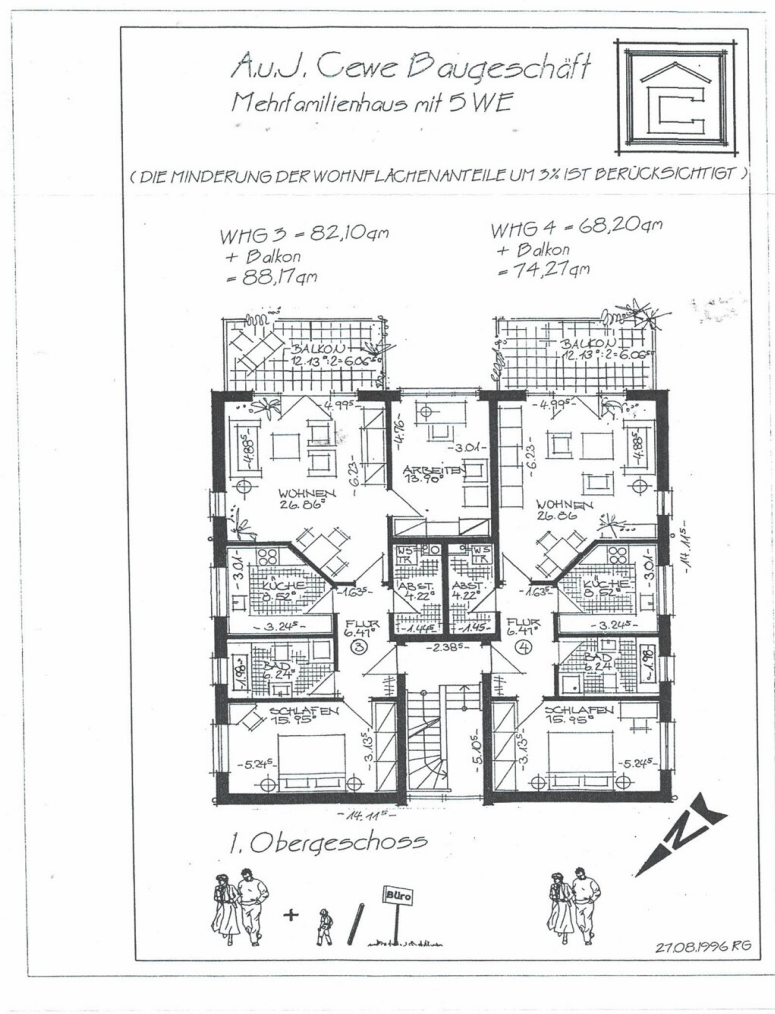 A.u.J. Cewe Baugeschäft
Mehrfamilienhaus mit 5 WE
C
( DIE MINDERUNG DER WOHNFLÄCHENANTEILE UM 3% IST BERÜCKSICHTIGT )
WHG 3 = 82,10qm
+ Balkon
= 88,17qm
WHG 4 = 68,20qm
+ Balkon
= 74,27qm
BALKON
12.13⁰:2=6.06⁵
BALKON
12.13⁰:2=6.06⁵
-4.99⁵-
-4.76-
-3.01-
-4.99⁵-
-4.88⁵-
-6.23-
ARBEITEN
13.90⁰
-6.23-
-4.88⁵-
WOHNEN
26.86⁰
WOHNEN
26.86
-14.11⁵-
-3.01-
KÜCHE
8.52⁰
-1.63⁵-
WS
TR
ABST.
4.22⁰
-1.44⁵-
WS
TR
ABST.
4.22⁰
-1.45-
-1.63⁵-
KÜCHE
8.52⁰
-3.01-
-3.24⁵-
FLUR
6.47⁰
3
FLUR
6.47⁰
4
-3.24⁵-
-2.38⁵-
-1.98-
BAD
6.24⁰
BAD
6.24
-1.98-
SCHLAFEN
15.95⁰
SCHLAFEN
15.95⁰
-5.24⁵-
-3.13⁵-
-5.10⁵-
-3.13⁵-
-5.24⁵-
-14.11⁵-
1. Obergeschoss
N
+
/
Büro
27.08.1996 RG